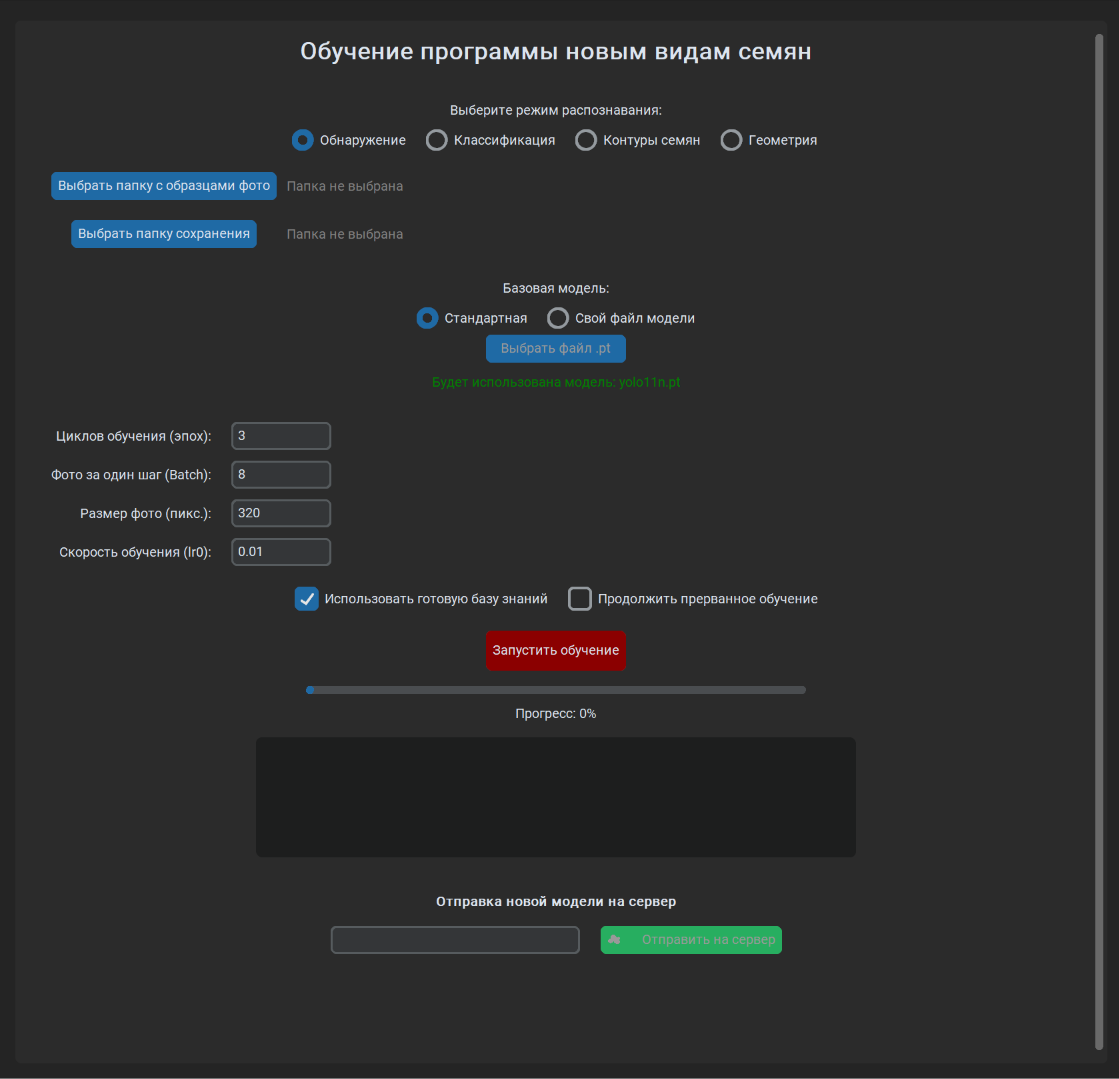 Обучение программы новым видам семян
Выберите режим распознавания:
Обнаружение Классификация Контуры семян Геометрия
Выбрать папку с образцами фото Папка не выбрана
Выбрать папку сохранения Папка не выбрана
Базовая модель:
Стандартная Свой файл модели
Выбрать файл .pt
Будет использована модель: yolo11n.pt
Циклов обучения (эпох): 3
Фото за один шаг (Batch): 8
Размер фото (пикс.): 320
Скорость обучения (lr0): 0.01
Использовать готовую базу знаний Продолжить прерванное обучение
Запустить обучение
Прогресс: 0%
Отправка новой модели на сервер
Отправить на сервер